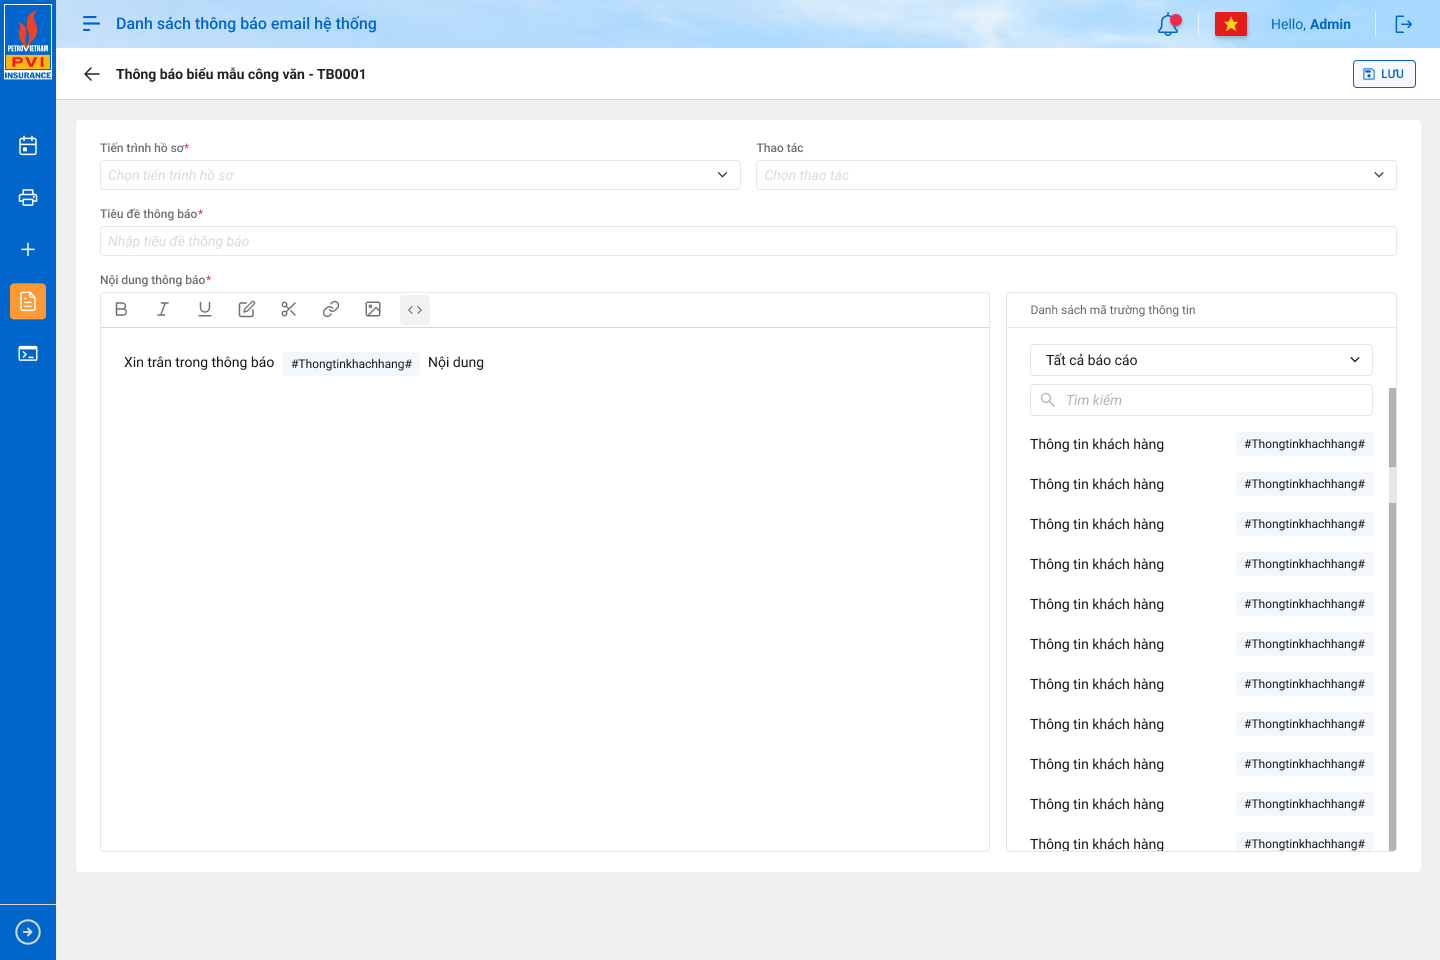 PETROVIETNAM
PVI
INSURANCE
Danh sách thông báo email hệ thống
Hello, Admin
Thông báo biểu mẫu công văn - TB0001
LƯU
Tiến trình hồ sơ*
Thao tác
Chọn tiến trình hồ sơ
Chọn thao tác
Tiêu đề thông báo*
Nhập tiêu đề thông báo
Nội dung thông báo*
Danh sách mã trường thông tin
Xin trân trong thông báo #Thongtinkhachhang# Nội dung
Tất cả báo cáo
Tìm kiếm
Thông tin khách hàng #Thongtinkhachhang#
Thông tin khách hàng #Thongtinkhachhang#
Thông tin khách hàng #Thongtinkhachhang#
Thông tin khách hàng #Thongtinkhachhang#
Thông tin khách hàng #Thongtinkhachhang#
Thông tin khách hàng #Thongtinkhachhang#
Thông tin khách hàng #Thongtinkhachhang#
Thông tin khách hàng #Thongtinkhachhang#
Thông tin khách hàng #Thongtinkhachhang#
Thông tin khách hàng #Thongtinkhachhang#
Thông tin khách hàng #Thongtinkhachhang#